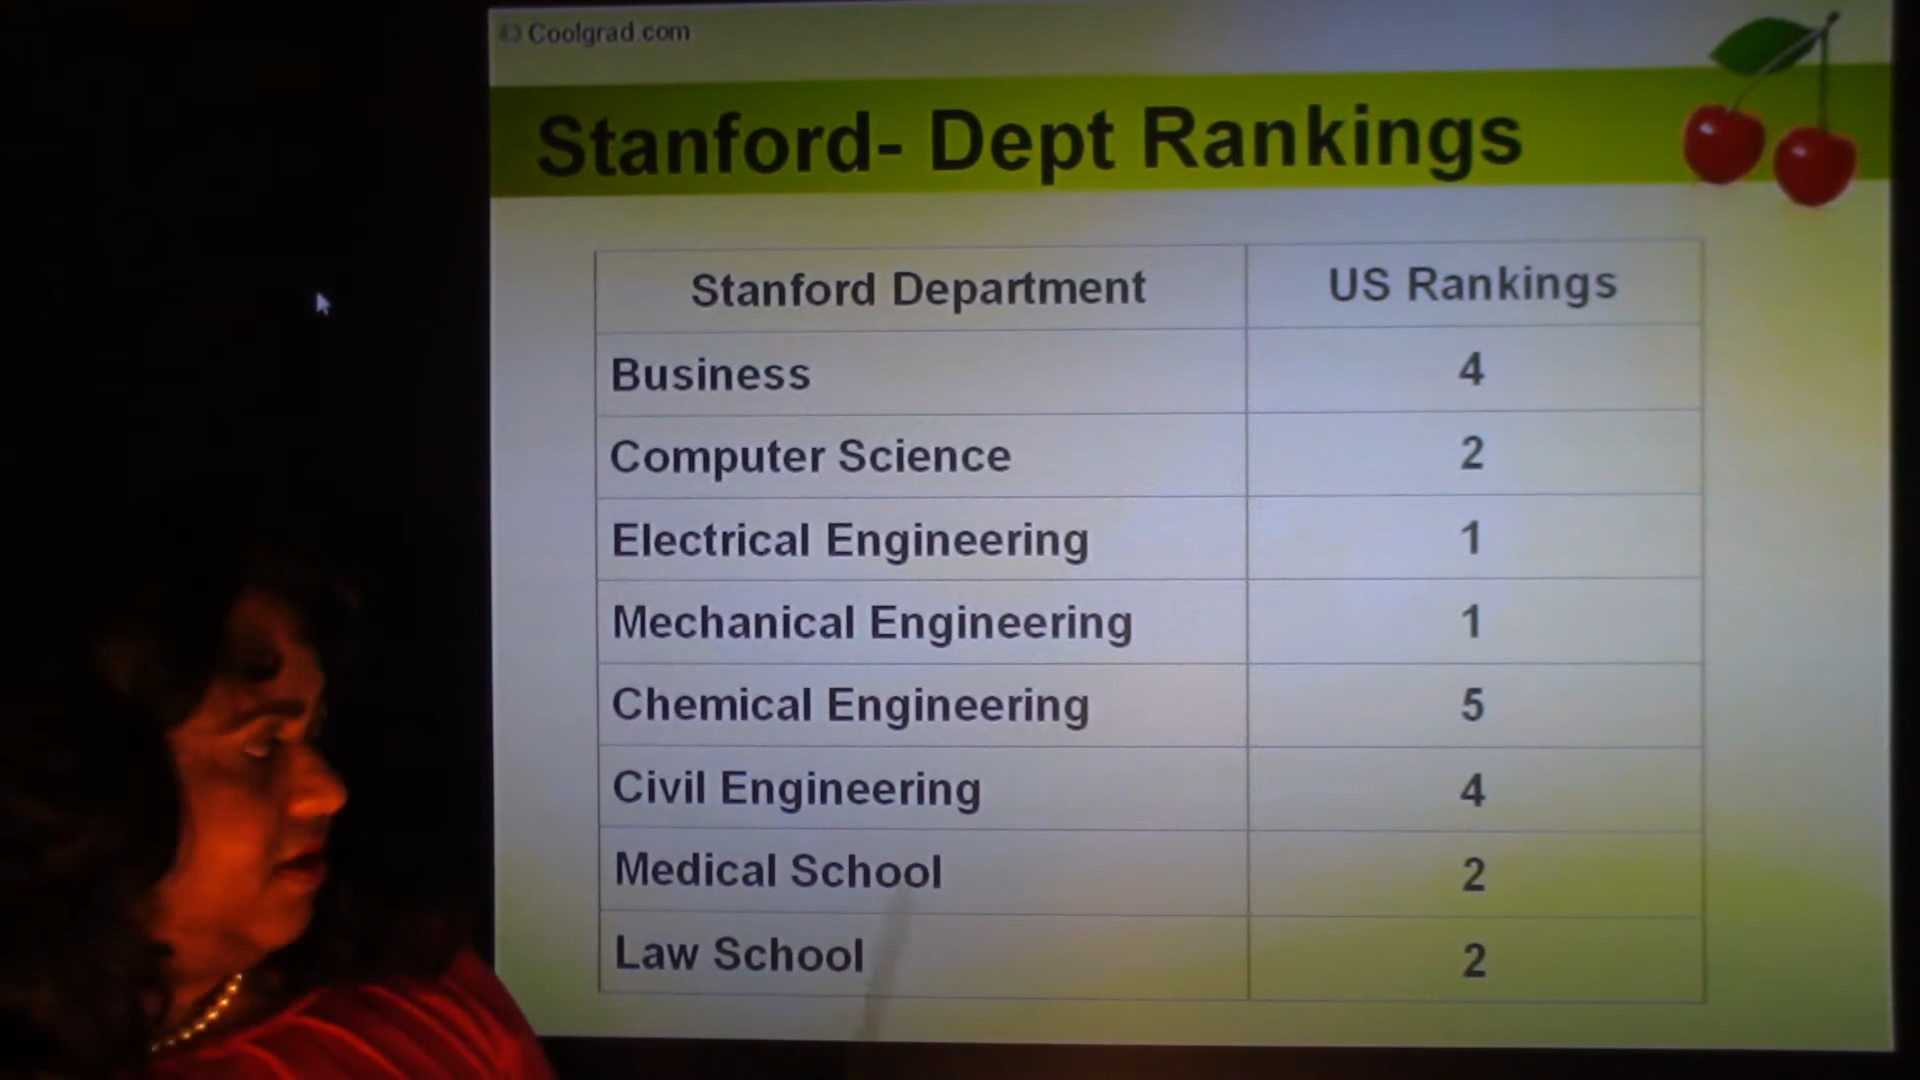 © Coolgrad.com
Stanford- Dept Rankings
Stanford Department US Rankings
Business 4
Computer Science 2
Electrical Engineering 1
Mechanical Engineering 1
Chemical Engineering 5
Civil Engineering 4
Medical School 2
Law School 2